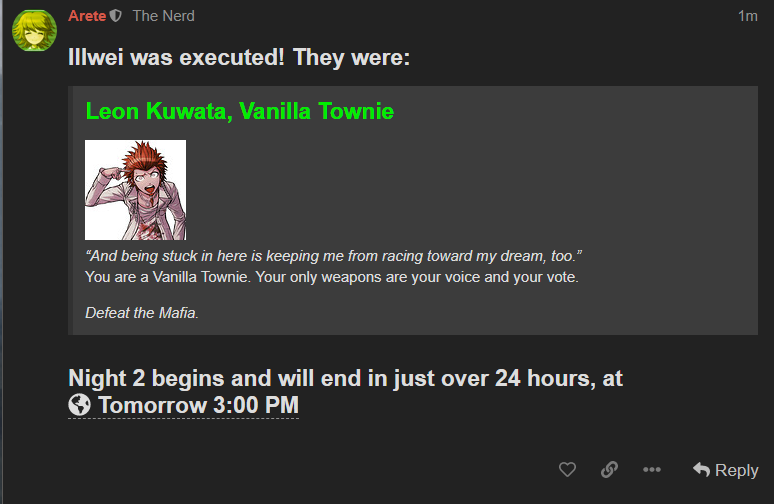 Arete The Nerd 1m
Illwei was executed! They were:
Leon Kuwata, Vanilla Townie
“And being stuck in here is keeping me from racing toward my dream, too.”
You are a Vanilla Townie. Your only weapons are your voice and your vote.
Defeat the Mafia.
Night 2 begins and will end in just over 24 hours, at
Tomorrow 3:00 PM
Reply